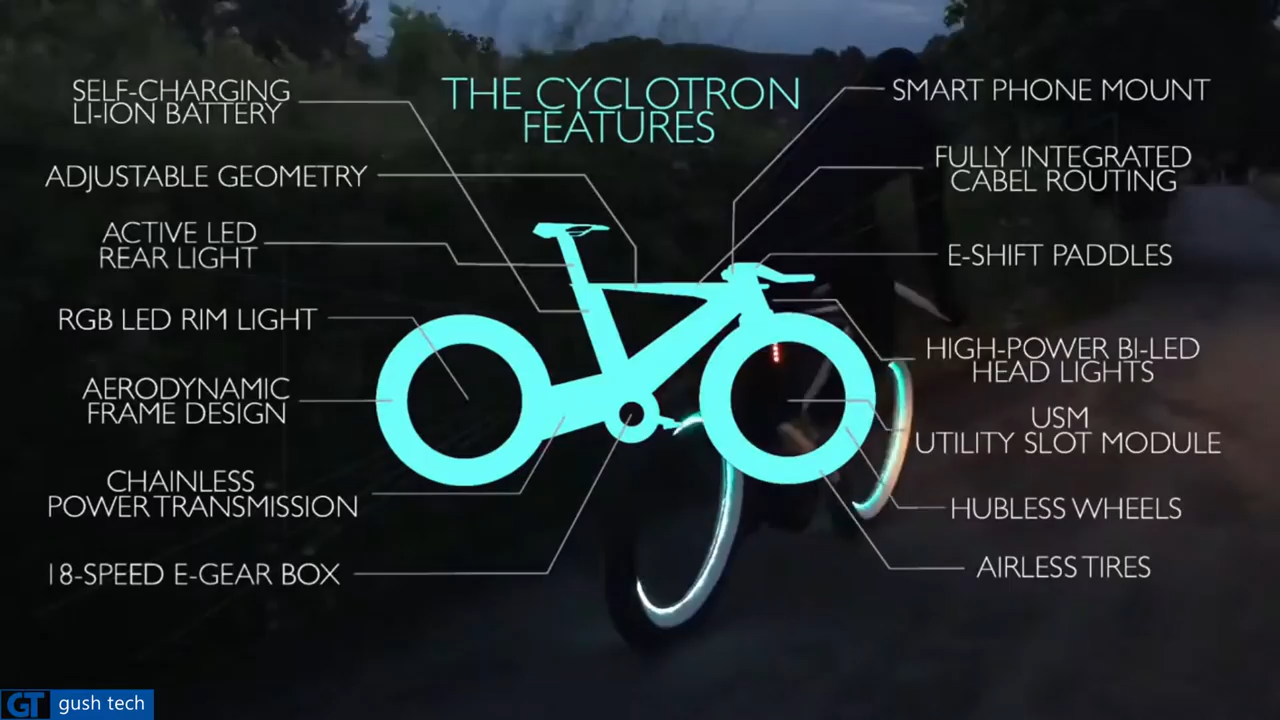 THE CYCLOTRON
FEATURES
SELF-CHARGING
LI-ION BATTERY
ADJUSTABLE GEOMETRY
ACTIVE LED
REAR LIGHT
RGB LED RIM LIGHT
AERODYNAMIC
FRAME DESIGN
CHAINLESS
POWER TRANSMISSION
18-SPEED E-GEAR BOX
SMART PHONE MOUNT
FULLY INTEGRATED
CABEL ROUTING
E-SHIFT PADDLES
HIGH-POWER BI-LED
HEAD LIGHTS
USM
UTILITY SLOT MODULE
HUBLESS WHEELS
AIRLESS TIRES
GT gush tech